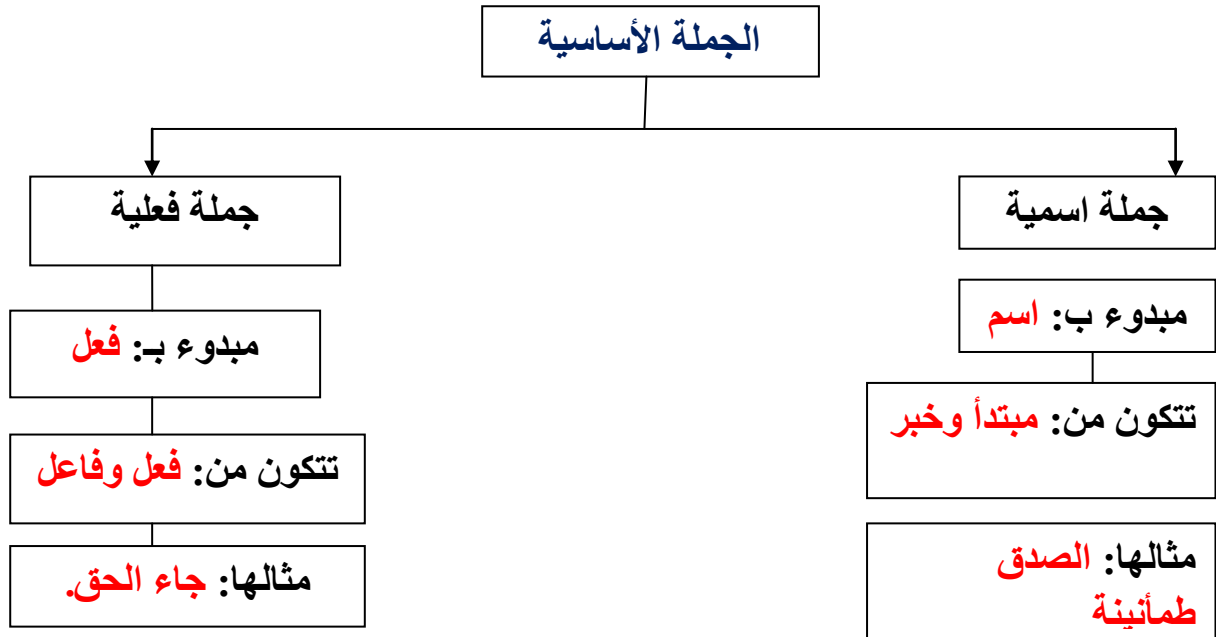 الجملة الأساسية
جملة اسمية
مبدوء ب: اسم
تتكون من: مبتدأ وخبر
مثالها: الصدق
طمأنينة
جملة فعلية
مبدوء بـ: فعل
تتكون من: فعل وفاعل
مثالها: جاء الحق.